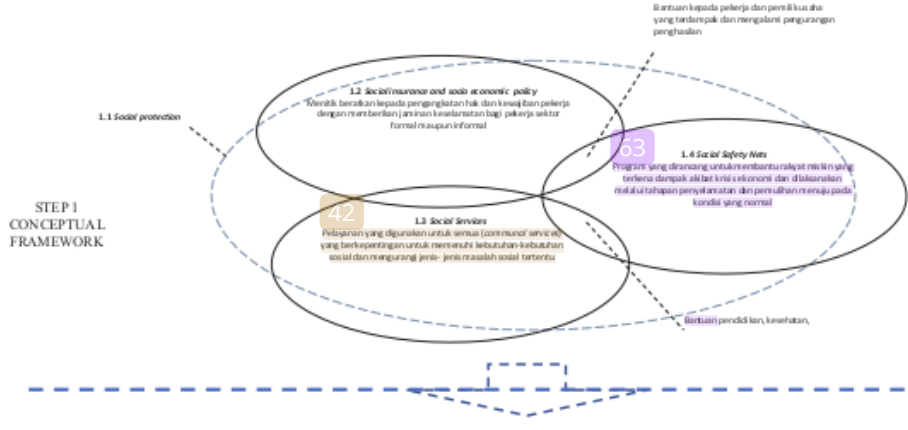 Bantuan kepada pekerja dan pemilik usaha
yang terdampak dan mengalami pengurangan
penghasilan
1.2 Social insurance and socio economic policy
Menitik beratkan kepada pengangkatan hak dan kewajiban pekerja
dengan memberikan jaminan keselamatan bagi pekerja sektor
formal maupun informal
1.1 Social protection
63
1.4 Social Safety Nets
Program yang dirancang untuk membantu rakyat miskin yang
terkena dampak akibat krisis ekonomi dan dilaksanakan
melalui tahapan penyelamatan dan pemulihan menuju pada
kondisi yang normal
STEP 1
CONCEPTUAL
FRAMEWORK
42
1.3 Social Services
Pelayanan yang digunakan untuk semua (communal services)
yang berkepentingan untuk memenuhi kebutuhan-kebutuhan
sosial dan mengurangi jenis- jenis masalah sosial tertentu
Bantuan pendidikan, kesehatan,